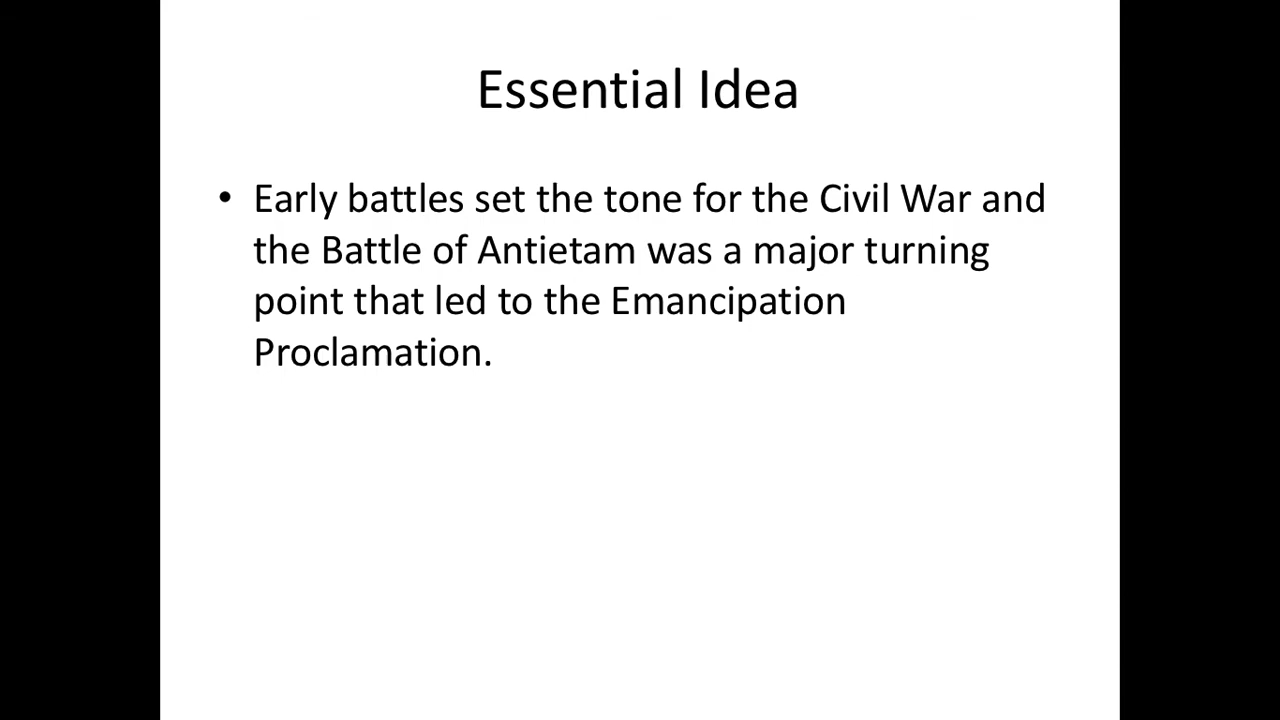 Essential Idea
• Early battles set the tone for the Civil War and
the Battle of Antietam was a major turning
point that led to the Emancipation
Proclamation.